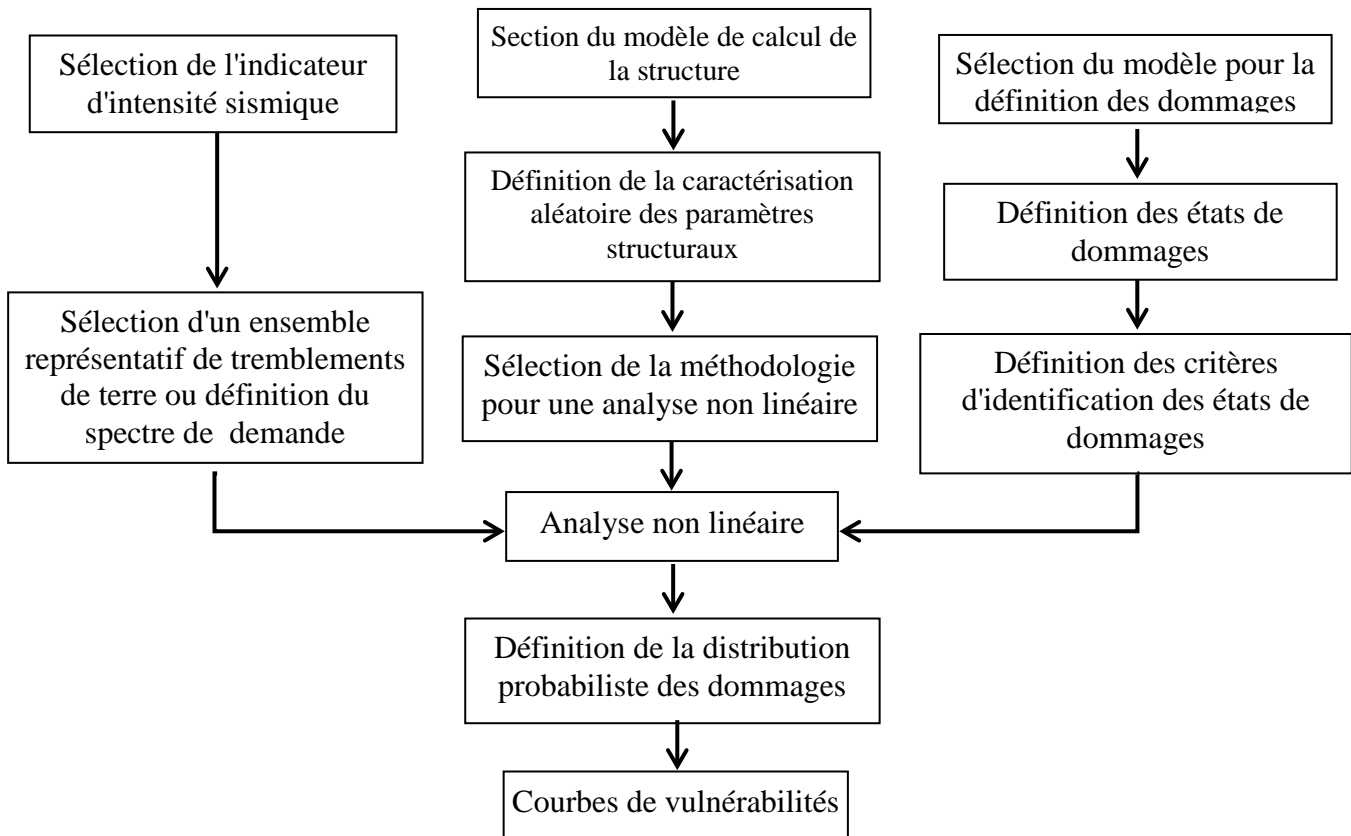 Sélection de l'indicateur
d'intensité sismique
Section du modèle de calcul de
la structure
Sélection du modèle pour la
définition des dommages
Définition de la caractérisation
aléatoire des paramètres
structuraux
Définition des états de
dommages
Sélection d'un ensemble
représentatif de tremblements
de terre ou définition du
spectre de demande
Sélection de la méthodologie
pour une analyse non linéaire
Définition des critères
d'identification des états de
dommages
Analyse non linéaire
Définition de la distribution
probabiliste des dommages
Courbes de vulnérabilités